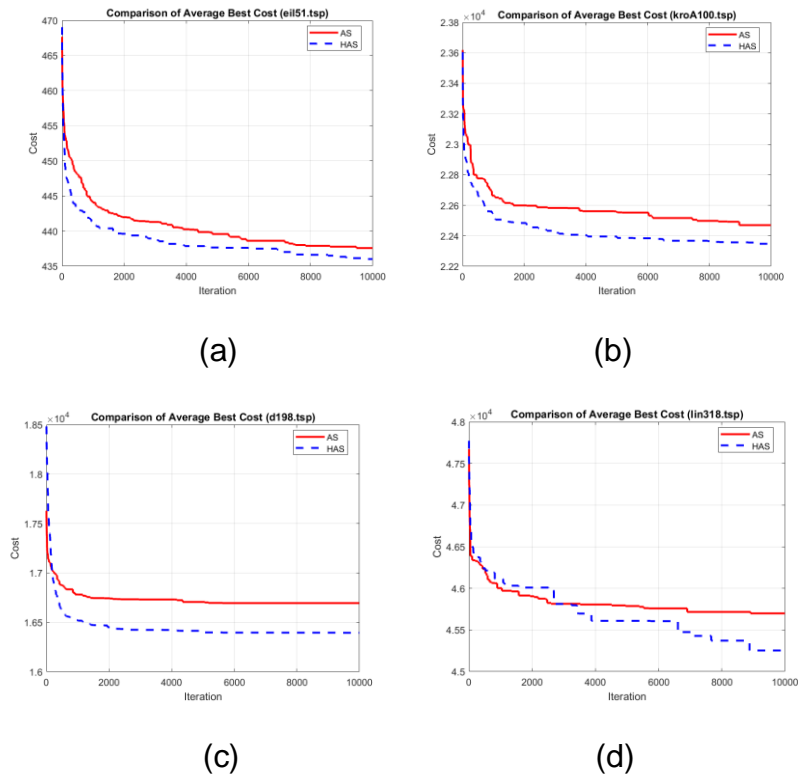 Comparison of Average Best Cost (eil51.tsp)
470
465
460
455
450
445
440
435
Cost
0
2000
4000
6000
8000
10000
Iteration
AS
HAS
(a)
×10^4
Comparison of Average Best Cost (kroA100.tsp)
2.38
2.36
2.34
2.32
2.3
2.28
2.26
2.24
2.22
Cost
0
2000
4000
6000
8000
10000
Iteration
AS
HAS
(b)
×10^4
Comparison of Average Best Cost (d198.tsp)
1.85
1.8
1.75
1.7
1.65
1.6
Cost
0
2000
4000
6000
8000
10000
Iteration
AS
HAS
(c)
×10^4
Comparison of Average Best Cost (lin318.tsp)
4.8
4.75
4.7
4.65
4.6
4.55
4.5
Cost
0
2000
4000
6000
8000
10000
Iteration
AS
HAS
(d)